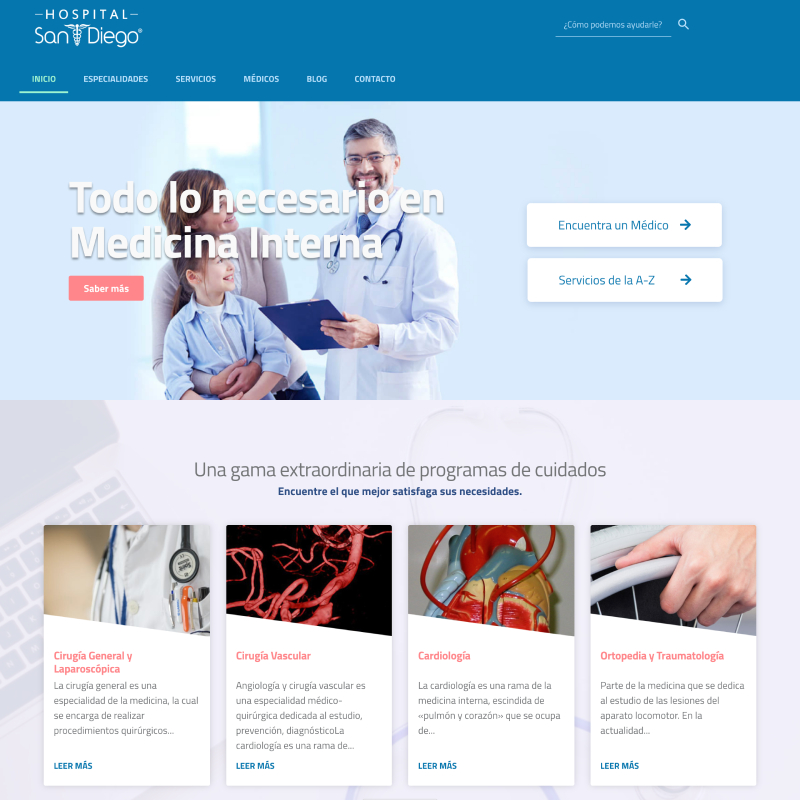 HOSPITAL
San Diego®
¿Cómo podemos ayudarle?
INICIO ESPECIALIDADES SERVICIOS MÉDICOS BLOG CONTACTO
Todo lo necesario en
Medicina Interna
Saber más
Encuentra un Médico
Servicios de la A-Z
Una gama extraordinaria de programas de cuidados
Encuentre el que mejor satisfaga sus necesidades.
Cirugía General y
Laparoscópica
La cirugía general es una
especialidad de la medicina, la cual
se encarga de realizar
procedimientos quirúrgicos...
LEER MÁS
Cirugía Vascular
Angiología y cirugía vascular es
una especialidad médico-
quirúrgica dedicada al estudio,
prevención, diagnósticoLa
cardiología es una rama de...
LEER MÁS
Cardiología
La cardiología es una rama de la
medicina interna, escindida de
«pulmón y corazón» que se ocupa
de...
LEER MÁS
Ortopedia y Traumatología
Parte de la medicina que se dedica
al estudio de las lesiones del
aparato locomotor. En la
actualidad...
LEER MÁS